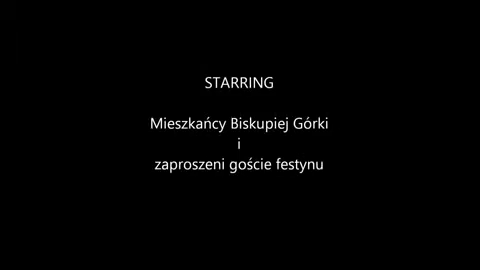 STARRING
Mieszkańcy Biskupiej Górki
i
zaproszeni goście festynu